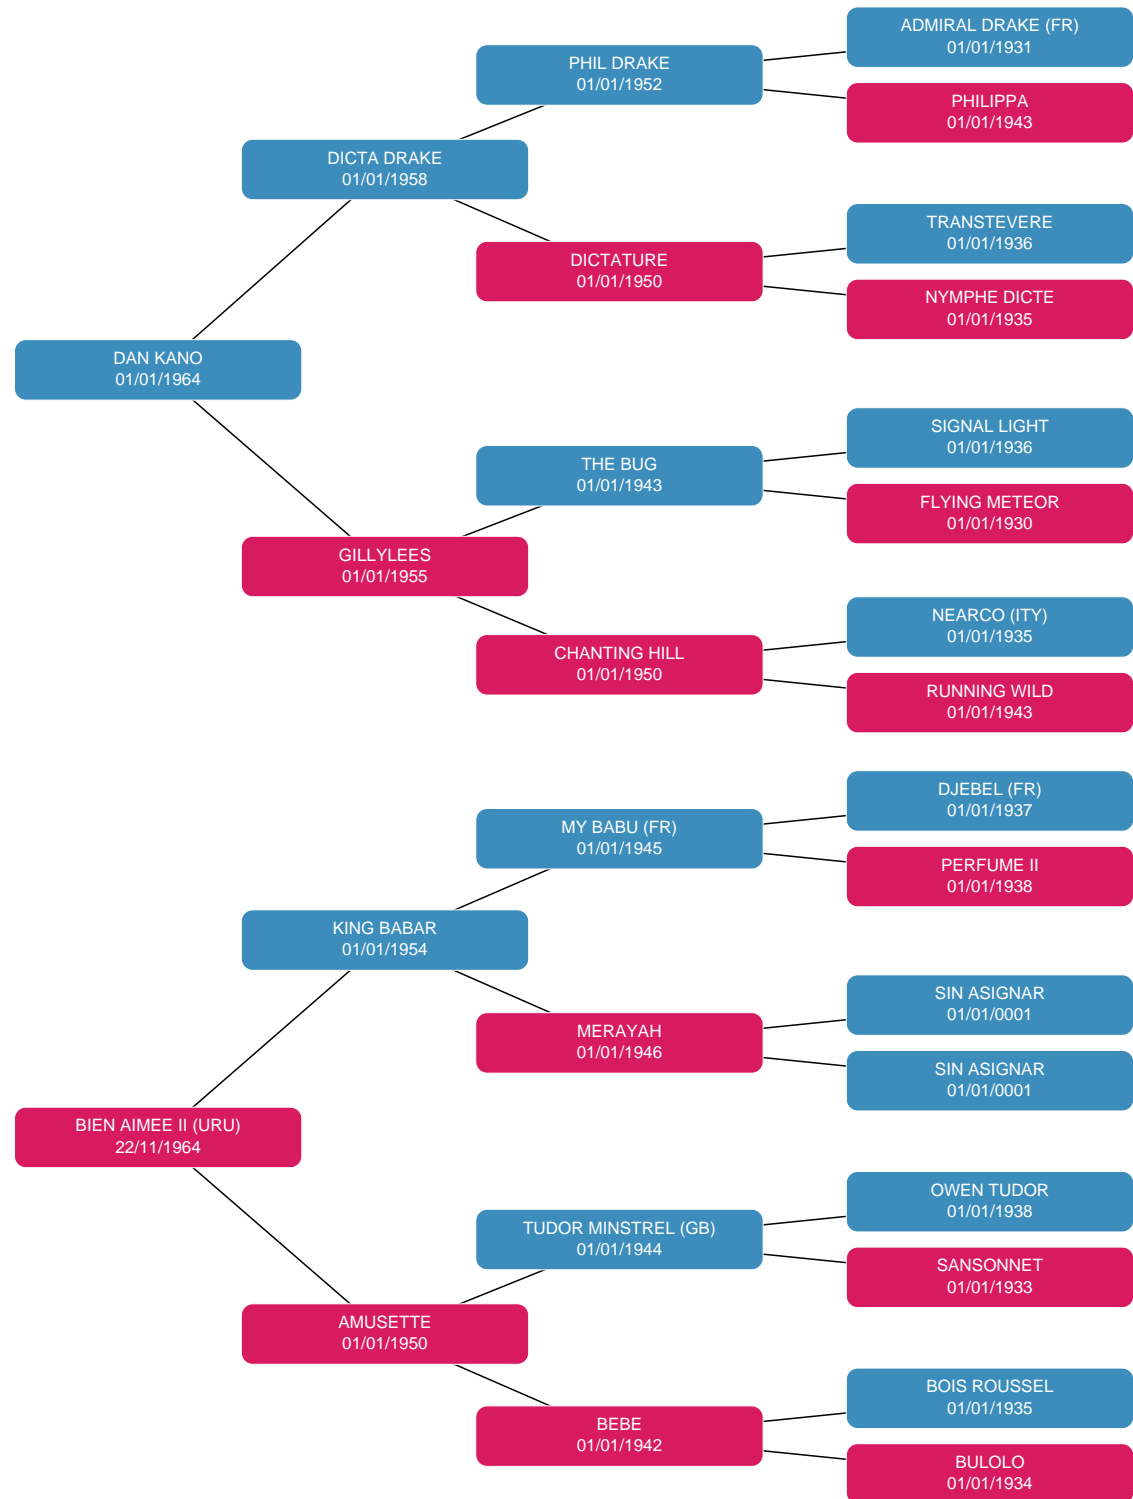 ADMIRAL DRAKE (FR)
01/01/1931
PHIL DRAKE
01/01/1952
PHILIPPA
01/01/1943
DICTA DRAKE
01/01/1958
TRANSTEVERE
01/01/1936
DICTATURE
01/01/1950
NYMPHE DICTE
01/01/1935
DAN KANO
01/01/1964
SIGNAL LIGHT
01/01/1936
THE BUG
01/01/1943
FLYING METEOR
01/01/1930
GILLYLEES
01/01/1955
NEARCO (ITY)
01/01/1935
CHANTING HILL
01/01/1950
RUNNING WILD
01/01/1943
DJEBEL (FR)
01/01/1937
MY BABU (FR)
01/01/1945
PERFUME II
01/01/1938
KING BABAR
01/01/1954
SIN ASIGNAR
01/01/0001
MERAYAH
01/01/1946
SIN ASIGNAR
01/01/0001
BIEN AIMEE II (URU)
22/11/1964
OWEN TUDOR
01/01/1938
TUDOR MINSTREL (GB)
01/01/1944
SANSONNET
01/01/1933
AMUSETTE
01/01/1950
BOIS ROUSSEL
01/01/1935
BEBE
01/01/1942
BULOLO
01/01/1934